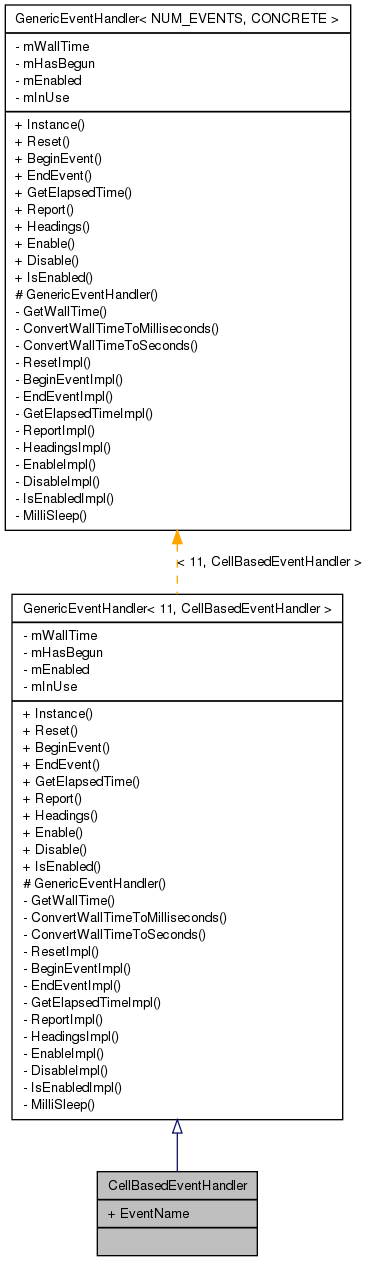 GenericEventHandler< NUM_EVENTS, CONCRETE >
- mWallTime
- mHasBegun
- mEnabled
- mInUse
+ Instance()
+ Reset()
+ BeginEvent()
+ EndEvent()
+ GetElapsedTime()
+ Report()
+ Headings()
+ Enable()
+ Disable()
+ IsEnabled()
# GenericEventHandler()
- GetWallTime()
- ConvertWallTimeToMilliseconds()
- ConvertWallTimeToSeconds()
- ResetImpl()
- BeginEventImpl()
- EndEventImpl()
- GetElapsedTimeImpl()
- ReportImpl()
- HeadingsImpl()
- EnableImpl()
- DisableImpl()
- IsEnabledImpl()
- MilliSleep()
< 11, CellBasedEventHandler >
GenericEventHandler< 11, CellBasedEventHandler >
- mWallTime
- mHasBegun
- mEnabled
- mInUse
+ Instance()
+ Reset()
+ BeginEvent()
+ EndEvent()
+ GetElapsedTime()
+ Report()
+ Headings()
+ Enable()
+ Disable()
+ IsEnabled()
# GenericEventHandler()
- GetWallTime()
- ConvertWallTimeToMilliseconds()
- ConvertWallTimeToSeconds()
- ResetImpl()
- BeginEventImpl()
- EndEventImpl()
- GetElapsedTimeImpl()
- ReportImpl()
- HeadingsImpl()
- EnableImpl()
- DisableImpl()
- IsEnabledImpl()
- MilliSleep()
CellBasedEventHandler
+ EventName